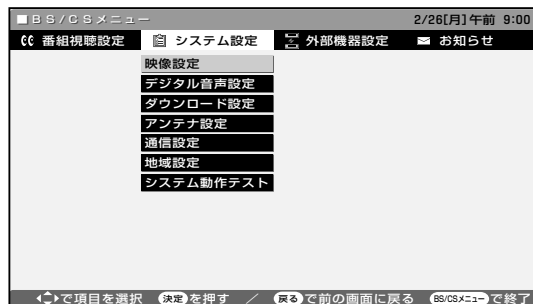 BS/CSメニュー 2/26[月]午前 9:00
番組視聴設定 システム設定 外部機器設定 お知らせ
映像設定
デジタル音声設定
ダウンロード設定
アンテナ設定
通信設定
地域設定
システム動作テスト
で項目を選択 決定を押す / 戻るで前の画面に戻る BS/CSメニューで終了